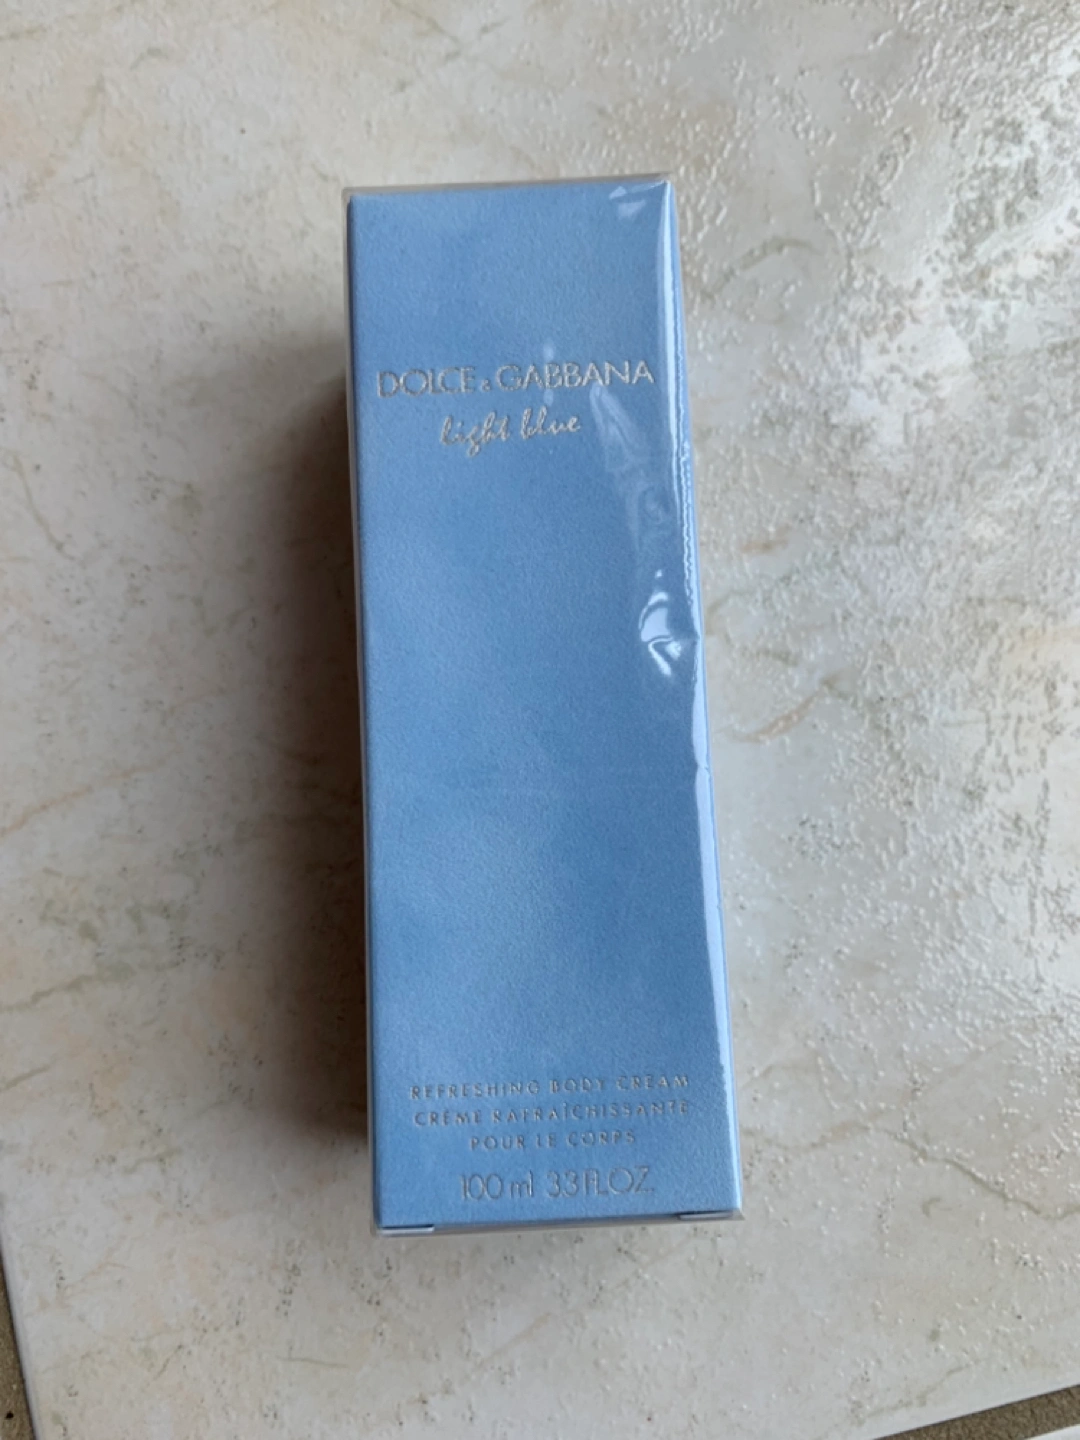 DOLCE & GABBANA
light blue
REFRESHING BODY CREAM
CRÈME RAFRAÎCHISSANTE
POUR LE CORPS
100 ml 3.3 FL.OZ.